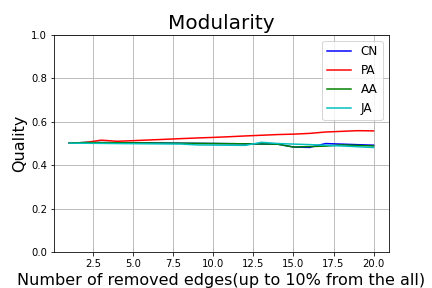 Modularity
1.0
0.8
0.6
0.4
0.2
0.0
Quality
CN
PA
AA
JA
2.5 5.0 7.5 10.0 12.5 15.0 17.5 20.0
Number of removed edges(up to 10% from the all)